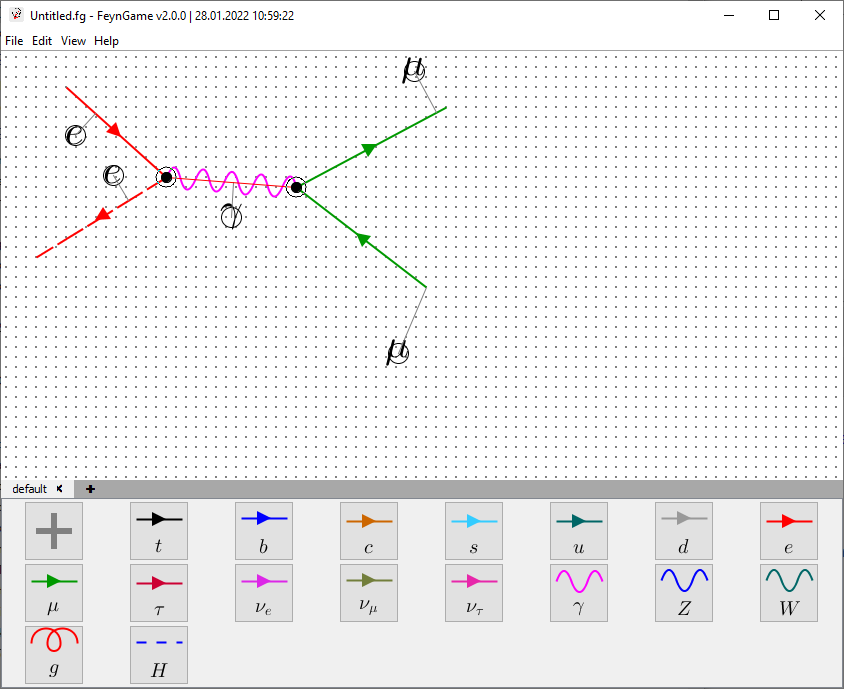 Untitled.fg - FeynGame v2.0.0 | 28.01.2022 10:59:22
File Edit View Help
μ
e
e
γ
μ
default
t b c s u d e
μ τ νe νμ ντ γ Z W
g H